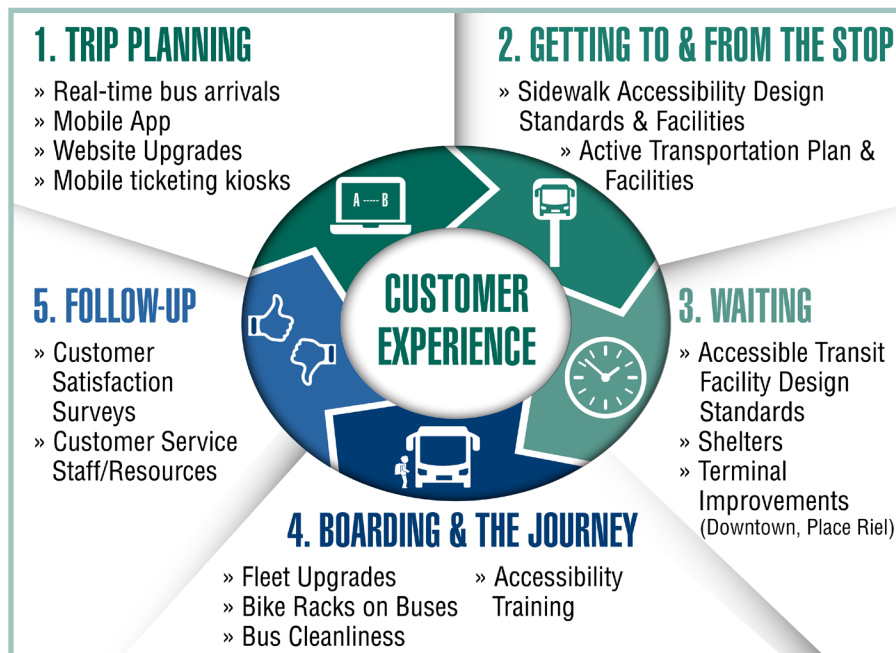 1. TRIP PLANNING
» Real-time bus arrivals
» Mobile App
» Website Upgrades
» Mobile ticketing kiosks
2. GETTING TO & FROM THE STOP
» Sidewalk Accessibility Design
Standards & Facilities
» Active Transportation Plan &
Facilities
A ----- B
CUSTOMER
EXPERIENCE
3. WAITING
» Accessible Transit
Facility Design
Standards
» Shelters
» Terminal
Improvements
(Downtown, Place Riel)
4. BOARDING & THE JOURNEY
» Fleet Upgrades
» Bike Racks on Buses
» Bus Cleanliness
» Accessibility
Training
5. FOLLOW-UP
» Customer
Satisfaction
Surveys
» Customer Service
Staff/Resources